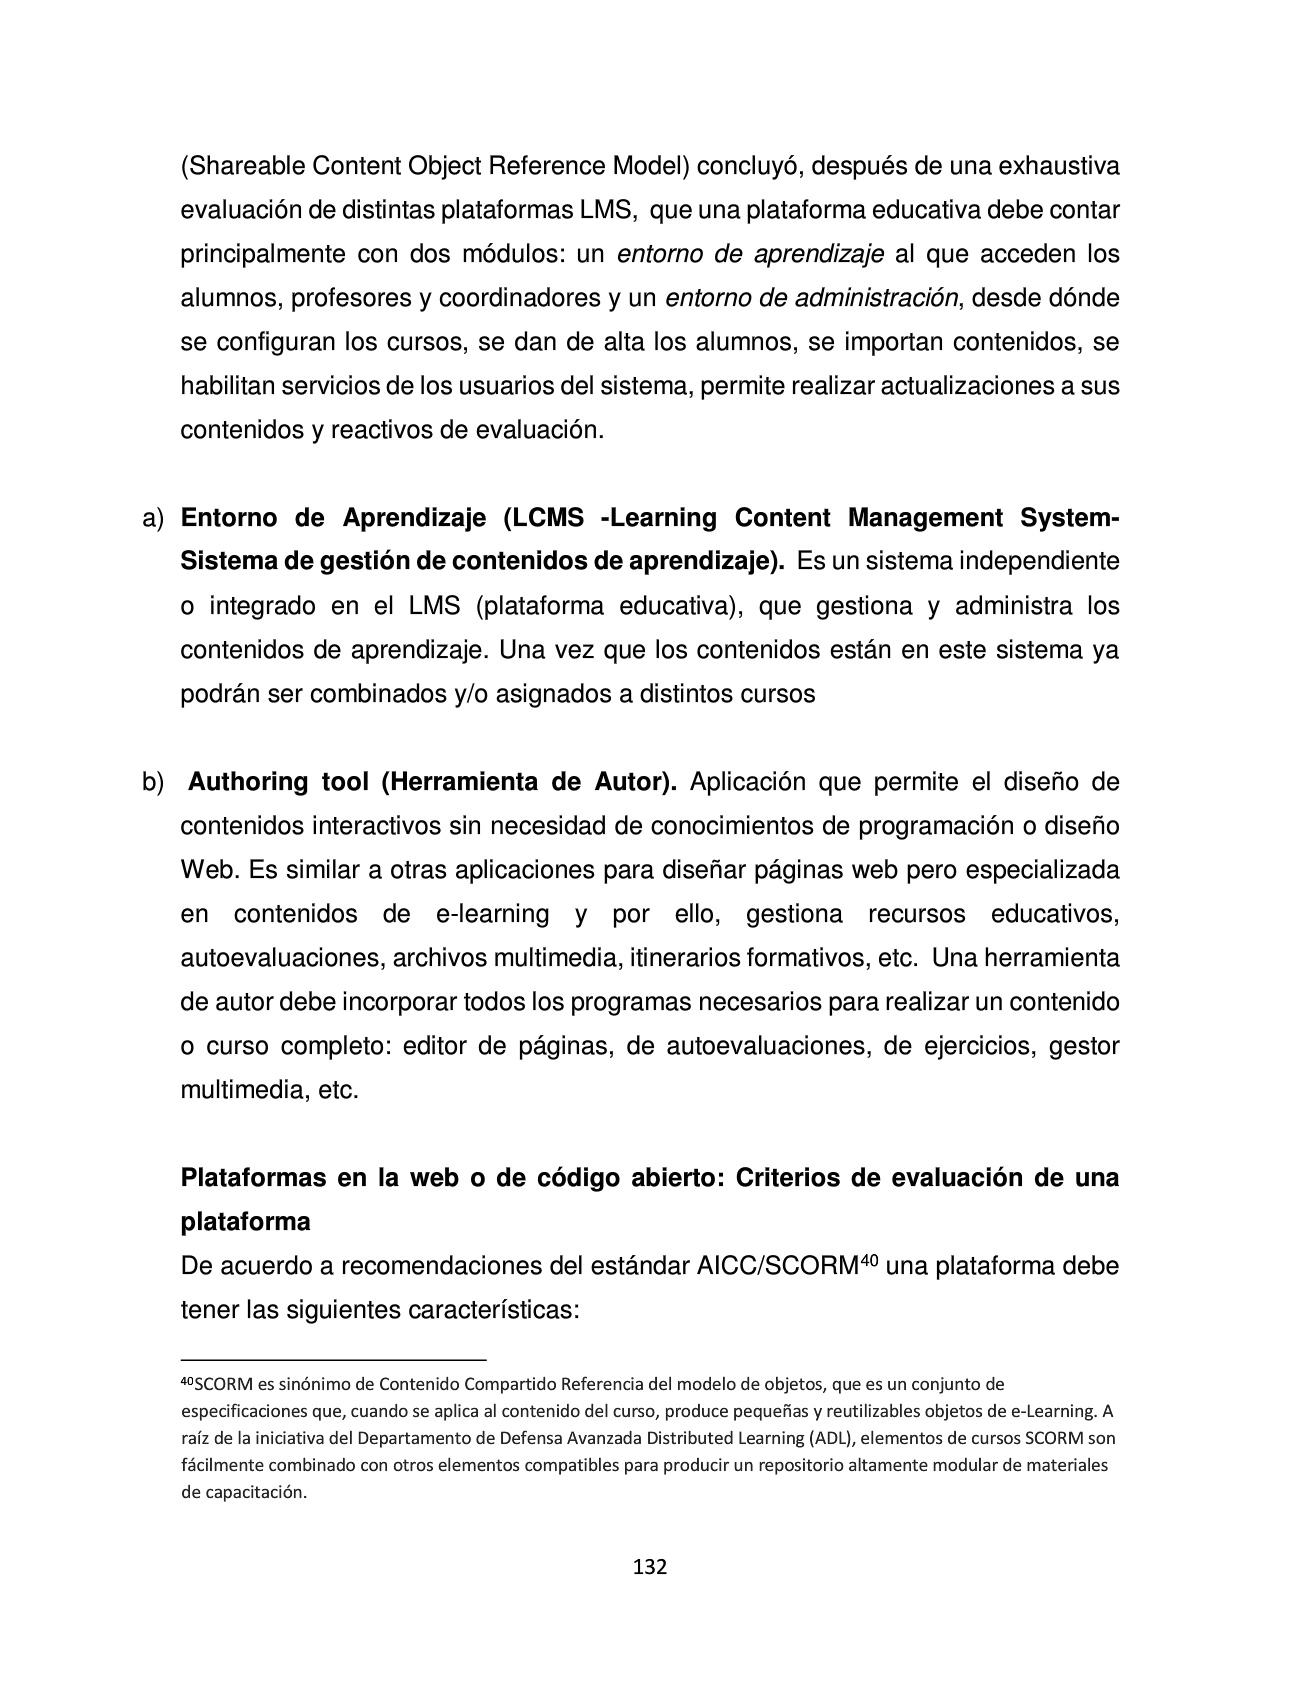 (Shareable Content Object Reference Model) concluyó, después de una exhaustiva
evaluación de distintas plataformas LMS,  que una plataforma educativa debe contar
principalmente con dos módulos: un entorno de aprendizaje al que acceden los
alumnos, profesores y coordinadores y un entorno de administración, desde dónde
se configuran los cursos, se dan de alta los alumnos, se importan contenidos, se
habilitan servicios de los usuarios del sistema, permite realizar actualizaciones a sus
contenidos y reactivos de evaluación.
a) Entorno de Aprendizaje (LCMS -Learning Content Management System-
Sistema de gestión de contenidos de aprendizaje).  Es un sistema independiente
o integrado en el LMS (plataforma educativa), que gestiona y administra los
contenidos de aprendizaje. Una vez que los contenidos están en este sistema ya
podrán ser combinados y/o asignados a distintos cursos
b) Authoring tool (Herramienta de Autor). Aplicación que permite el diseño de
contenidos interactivos sin necesidad de conocimientos de programación o diseño
Web. Es similar a otras aplicaciones para diseñar páginas web pero especializada
en contenidos de e-learning y por ello, gestiona recursos educativos,
autoevaluaciones, archivos multimedia, itinerarios formativos, etc.  Una herramienta
de autor debe incorporar todos los programas necesarios para realizar un contenido
o curso completo: editor de páginas, de autoevaluaciones, de ejercicios, gestor
multimedia, etc.
Plataformas en la web o de código abierto: Criterios de evaluación de una
plataforma
De acuerdo a recomendaciones del estándar AICC/SCORM40 una plataforma debe
tener las siguientes características:
40SCORM es sinónimo de Contenido Compartido Referencia del modelo de objetos, que es un conjunto de
especificaciones que, cuando se aplica al contenido del curso, produce pequeñas y reutilizables objetos de e-Learning. A
raíz de la iniciativa del Departamento de Defensa Avanzada Distributed Learning (ADL), elementos de cursos SCORM son
fácilmente combinado con otros elementos compatibles para producir un repositorio altamente modular de materiales
de capacitación.
132